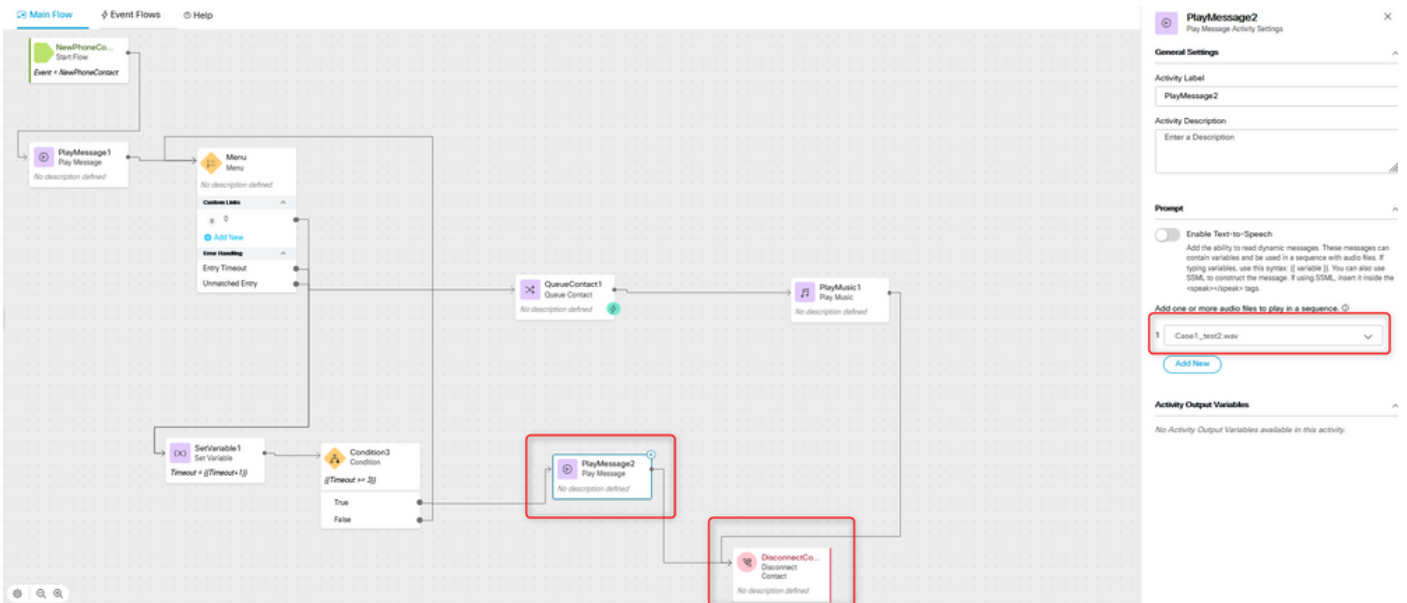 Main Flow
Event Flows
Help
NewPhoneCo...
Start Flow
Event = NewPhoneContact
PlayMessage1
Play Message
No description defined
Menu
Menu
No description defined
Custom Links
0
0
Add New
Error Handling
Entry Timeout
Unmatched Entry
QueueContact1
Queue Contact
No description defined
PlayMusic1
Play Music
No description defined
SetVariable1
Set Variable
Timeout = {{Timeout+1}}
Condition3
Condition
{{Timeout >= 3}}
True
False
PlayMessage2
Play Message
No description defined
DisconnectCo...
Disconnect
Contact
No description defined
PlayMessage2
Play Message Activity Settings
General Settings
Activity Label
PlayMessage2
Activity Description
Enter a Description
Prompt
Enable Text-to-Speech
Add the ability to read dynamic messages. These messages can
contain variables and be used in a sequence with audio files. If
typing variables, use this syntax: {{ variable }}. You can also use
SSML to construct the message. If using SSML, insert it inside the
<speak></speak> tags.
Add one or more audio files to play in a sequence.
1
Case1_test2.wav
Add New
Activity Output Variables
No Activity Output Variables available in this activity.